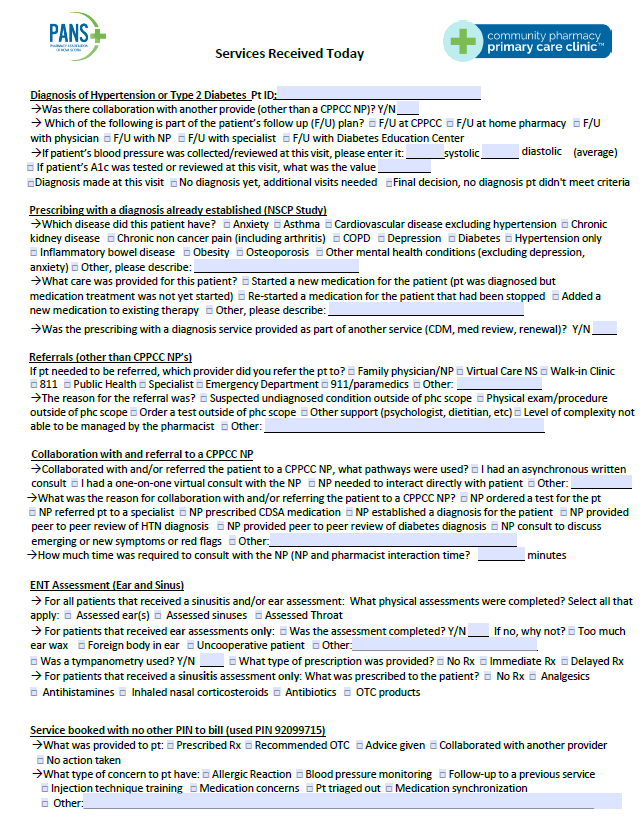 PANS
PHARMACY ASSOCIATION
OF NOVA SCOTIA
community pharmacy
primary care clinic™
Services Received Today
Diagnosis of Hypertension or Type 2 Diabetes Pt ID:
→Was there collaboration with another provide (other than a CPPCC NP)? Y/N
→ Which of the following is part of the patient's follow up (F/U) plan? ☐ F/U at CPPCC ☐ F/U at home pharmacy ☐ F/U
with physician ☐ F/U with NP ☐ F/U with specialist ☐ F/U with Diabetes Education Center
→If patient's blood pressure was collected/reviewed at this visit, please enter it: ______systolic ______ diastolic (average)
☐ If patient's A1c was tested or reviewed at this visit, what was the value
☐Diagnosis made at this visit ☐ No diagnosis yet, additional visits needed ☐Final decision, no diagnosis pt didn't meet criteria
Prescribing with a diagnosis already established (NSCP Study)
→Which disease did this patient have? ☐ Anxiety ☐ Asthma ☐ Cardiovascular disease excluding hypertension ☐ Chronic
kidney disease ☐ Chronic non cancer pain (including arthritis) ☐ COPD ☐ Depression ☐ Diabetes ☐ Hypertension only
☐ Inflammatory bowel disease ☐ Obesity ☐ Osteoporosis ☐ Other mental health conditions (excluding depression,
anxiety) ☐ Other, please describe:
→What care was provided for this patient? ☐ Started a new medication for the patient (pt was diagnosed but
medication treatment was not yet started) ☐ Re-started a medication for the patient that had been stopped ☐ Added a
new medication to existing therapy ☐ Other, please describe:
→Was the prescribing with a diagnosis service provided as part of another service (CDM, med review, renewal)? Y/N
Referrals (other than CPPCC NP's)
If pt needed to be referred, which provider did you refer the pt to? ☐ Family physician/NP ☐ Virtual Care NS ☐ Walk-in Clinic
☐ 811 ☐ Public Health ☐ Specialist ☐ Emergency Department ☐ 911/paramedics ☐ Other:
→The reason for the referral was? ☐ Suspected undiagnosed condition outside of phc scope ☐ Physical exam/procedure
outside of phc scope ☐ Order a test outside of phc scope ☐ Other support (psychologist, dietitian, etc) ☐ Level of complexity not
able to be managed by the pharmacist ☐ Other:
Collaboration with and referral to a CPPCC NP
→Collaborated with and/or referred the patient to a CPPCC NP, what pathways were used? ☐ I had an asynchronous written
consult ☐ I had a one-on-one virtual consult with the NP ☐ NP needed to interact directly with patient ☐ Other:
→What was the reason for collaboration with and/or referring the patient to a CPPCC NP? ☐ NP ordered a test for the pt
☐ NP referred pt to a specialist ☐ NP prescribed CDSA medication ☐ NP established a diagnosis for the patient ☐ NP provided
peer to peer review of HTN diagnosis ☐ NP provided peer to peer review of diabetes diagnosis ☐ NP consult to discuss
emerging or new symptoms or red flags ☐ Other:
→How much time was required to consult with the NP (NP and pharmacist interaction time? ______ minutes
ENT Assessment (Ear and Sinus)
→ For all patients that received a sinusitis and/or ear assessment: What physical assessments were completed? Select all that
apply: ☐ Assessed ear(s) ☐ Assessed sinuses ☐ Assessed Throat
→ For patients that received ear assessments only: ☐ Was the assessment completed? Y/N ____ If no, why not? ☐ Too much
ear wax ☐ Foreign body in ear ☐ Uncooperative patient ☐ Other:
☐ Was a tympanometry used? Y/N ____ ☐ What type of prescription was provided? ☐ No Rx ☐ Immediate Rx ☐ Delayed Rx
→ For patients that received a sinusitis assessment only: What was prescribed to the patient? ☐ No Rx ☐ Analgesics
☐ Antihistamines ☐ Inhaled nasal corticosteroids ☐ Antibiotics ☐ OTC products
Service booked with no other PIN to bill (used PIN 92099715)
→What was provided to pt: ☐ Prescribed Rx ☐ Recommended OTC ☐ Advice given ☐ Collaborated with another provider
☐ No action taken
→What type of concern to pt have: ☐ Allergic Reaction ☐ Blood pressure monitoring ☐ Follow-up to a previous service
☐ Injection technique training ☐ Medication concerns ☐ Pt triaged out ☐ Medication synchronization
☐ Other: